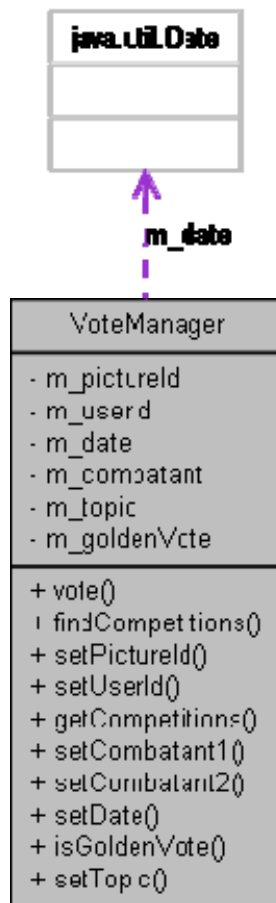 java.util.Date
m_date
VoteManager
- m_pictureId
- m_userId
- m_date
- m_combatant
- m_topic
- m_goldenVote
+ vote()
+ findCompetitions()
+ setPictureId()
+ setUserId()
+ getCompetitions()
+ setCombatant1()
+ setCombatant2()
+ setDate()
+ isGoldenVote()
+ setTopic()